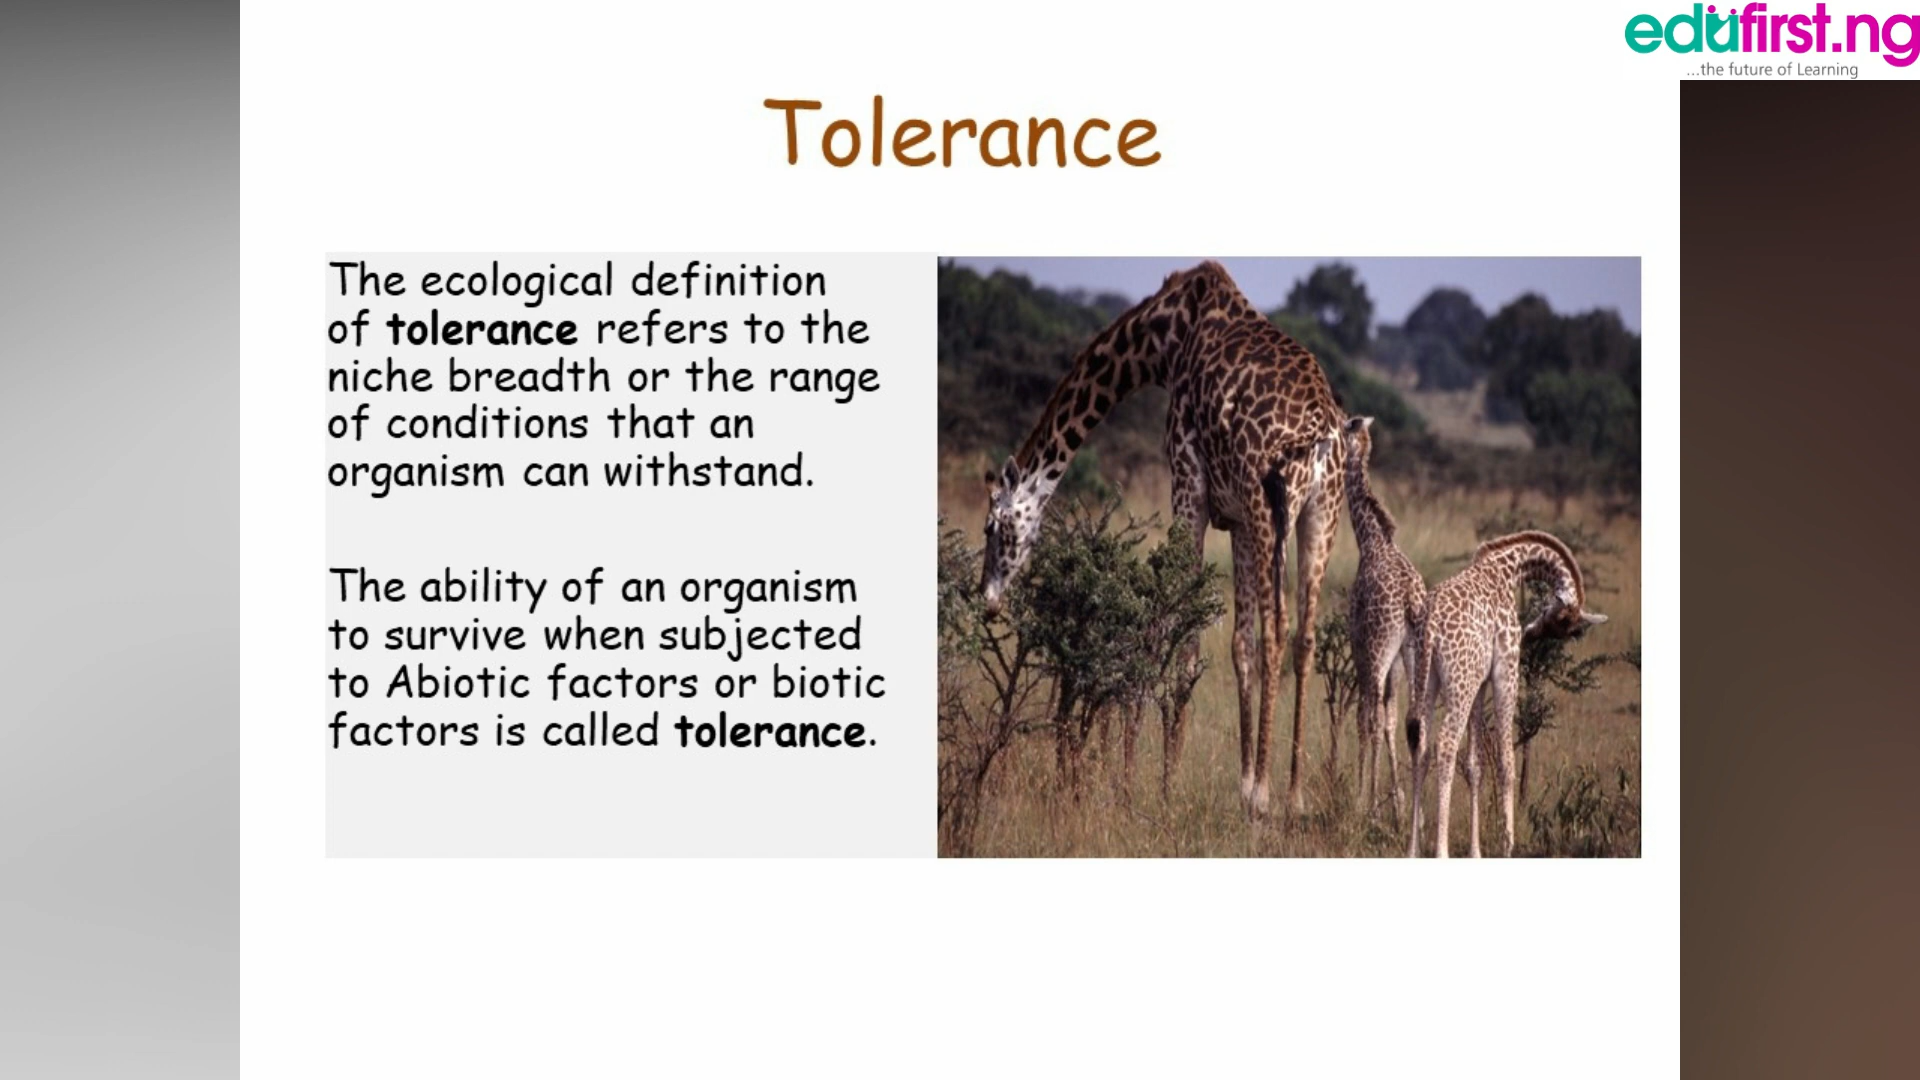 edufirst.ng
...the future of Learning
Tolerance
The ecological definition
of tolerance refers to the
niche breadth or the range
of conditions that an
organism can withstand.
The ability of an organism
to survive when subjected
to Abiotic factors or biotic
factors is called tolerance.